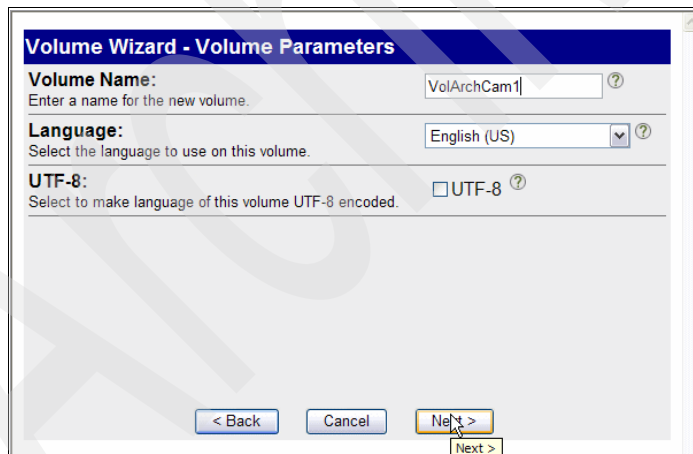 Volume Wizard - Volume Parameters
Volume Name:
Enter a name for the new volume.
VolArchCam1
?
Language:
Select the language to use on this volume.
English (US)
?
UTF-8:
Select to make language of this volume UTF-8 encoded.
UTF-8
?
< Back
Cancel
Next >
Next >